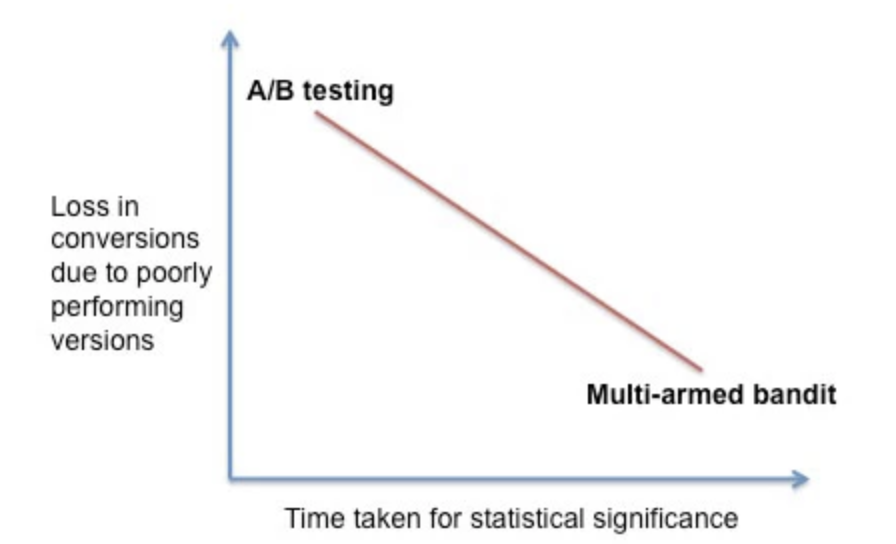 A/B testing
Loss in
conversions
due to poorly
performing
versions
Multi-armed bandit
Time taken for statistical significance